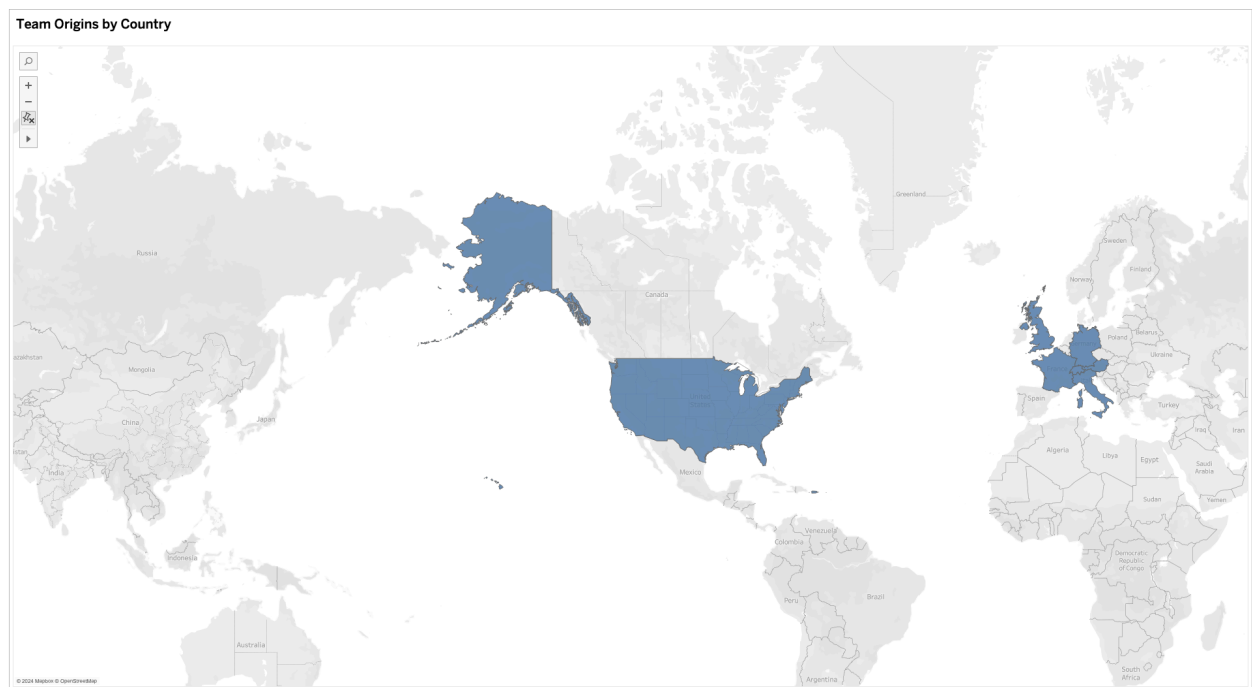 Team Origins by Country
Greenland
Sweden
Russia
Finland
Norway
Canada
Belarus
Poland
Ukraine
azakhstan
Mongolia
Spain
Turkey
Japan
China
Iraq
Iran
Algeria
Libya
Egypt
Saudi
Arabia
India
Mexico
Sudan
Yemen
Venezuela
Colombia
Indonesia
Democratic
Republic
of Congo
Peru
Brazil
Australia
South
Africa
Argentina
© 2024 Mapbox © OpenStreetMap